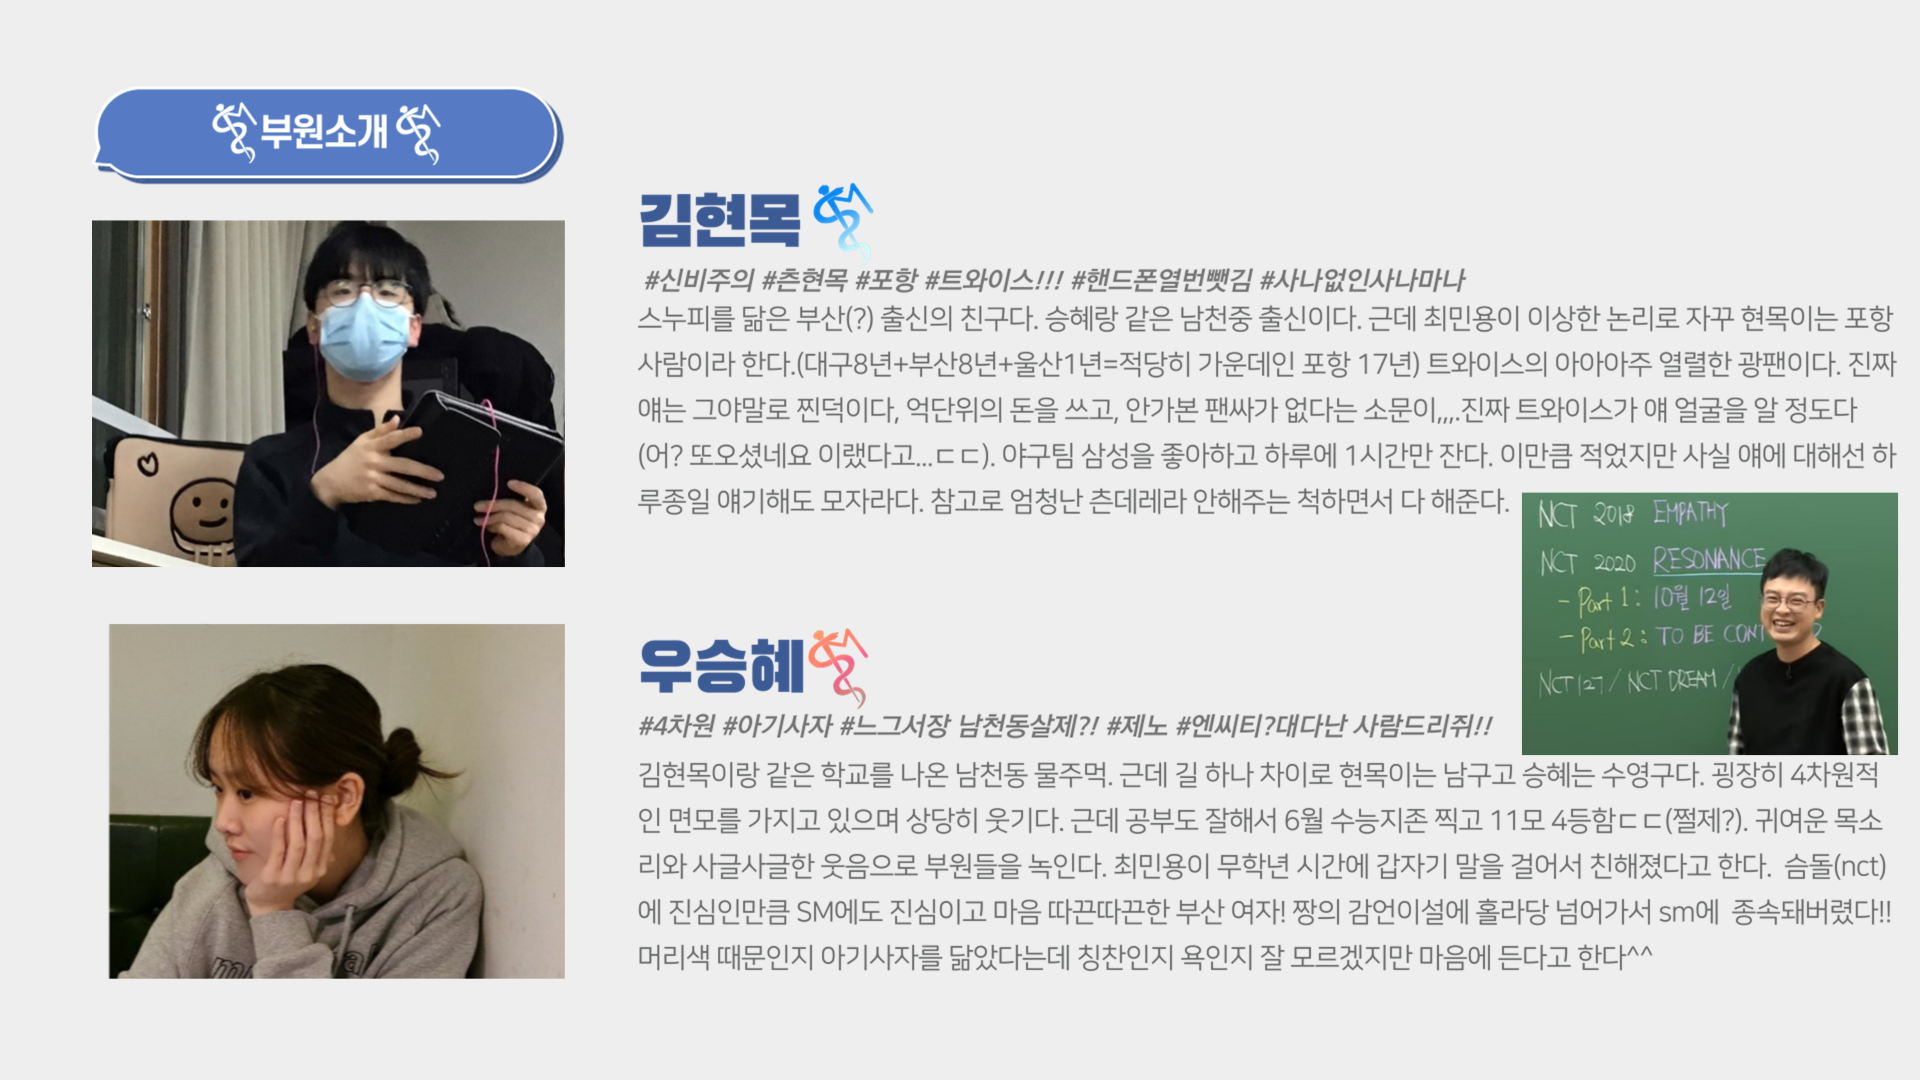 부원소개
김현목
#신비주의 #츤현목 #포항 #트와이스!!! #핸드폰열번뺏김 #사나없인사나마나
스누피를 닮은 부산(?) 출신의 친구다. 승혜랑 같은 남천중 출신이다. 근데 최민용이 이상한 논리로 자꾸 현목이는 포항
사람이라 한다.(대구8년+부산8년+울산1년=적당히 가운데인 포항 17년) 트와이스의 아아아주 열렬한 광팬이다. 진짜
얘는 그야말로 찐덕이다, 억단위의 돈을 쓰고, 안가본 팬싸가 없다는 소문이,,,.진짜 트와이스가 얘 얼굴을 알 정도다
(어? 또오셨네요 이랬다고...ㄷㄷ). 야구팀 삼성을 좋아하고 하루에 1시간만 잔다. 이만큼 적었지만 사실 얘에 대해선 하
루종일 얘기해도 모자라다. 참고로 엄청난 츤데레라 안해주는 척하면서 다 해준다.
NCT 2018 EMPATHY
NCT 2020 RESONANCE
- Part 1: 10월 12일
- Part 2: TO BE CONT
NCT 127 / NCT DREAM /
우승혜
#4차원 #아기사자 #느그서장 남천동살제?! #제노 #엔씨티?대다난 사람드리쥐!!
김현목이랑 같은 학교를 나온 남천동 물주먹. 근데 길 하나 차이로 현목이는 남구고 승혜는 수영구다. 굉장히 4차원적
인 면모를 가지고 있으며 상당히 웃기다. 근데 공부도 잘해서 6월 수능지존 찍고 11모 4등함ㄷㄷ(쩔제?). 귀여운 목소
리와 사글사글한 웃음으로 부원들을 녹인다. 최민용이 무학년 시간에 갑자기 말을 걸어서 친해졌다고 한다. 슴돌(nct)
에 진심인만큼 SM에도 진심이고 마음 따끈따끈한 부산 여자! 짱의 감언이설에 홀라당 넘어가서 sm에 종속돼버렸다!!
머리색 때문인지 아기사자를 닮았다는데 칭찬인지 욕인지 잘 모르겠지만 마음에 든다고 한다^^